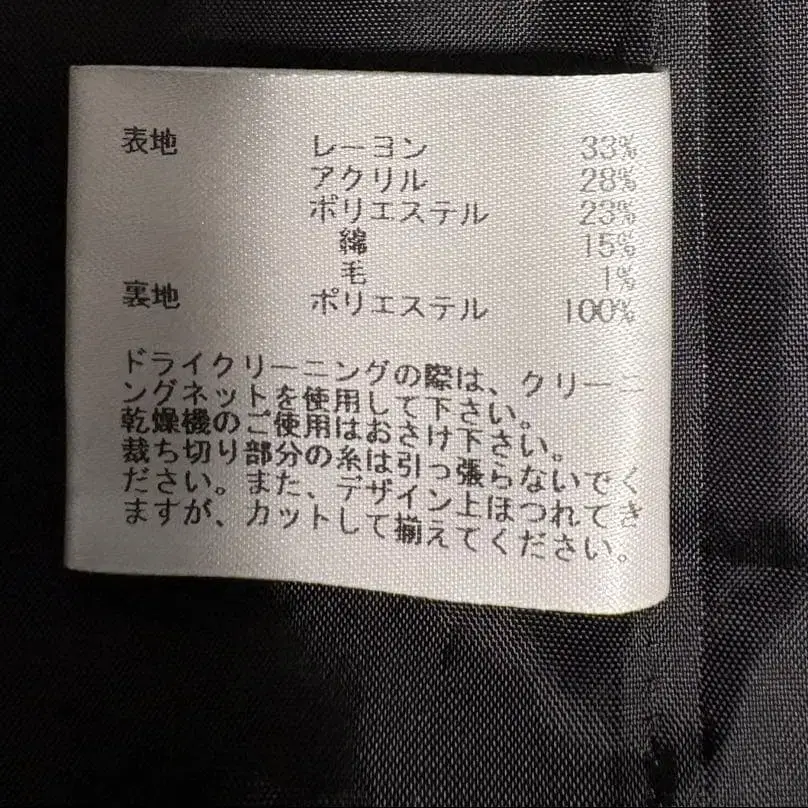 表地 レーヨン 33%
アクリル 28%
ポリエステル 23%
綿 15%
毛 1%
裏地 ポリエステル 100%
ドライクリーニングの際は、クリーニ
ングネットを使用して下さい。
乾燥機のご使用はおさけ下さい。
裁ち切り部分の糸は引っ張らないでく
ださい。また、デザイン上ほつれてき
ますが、カットして揃えてください。